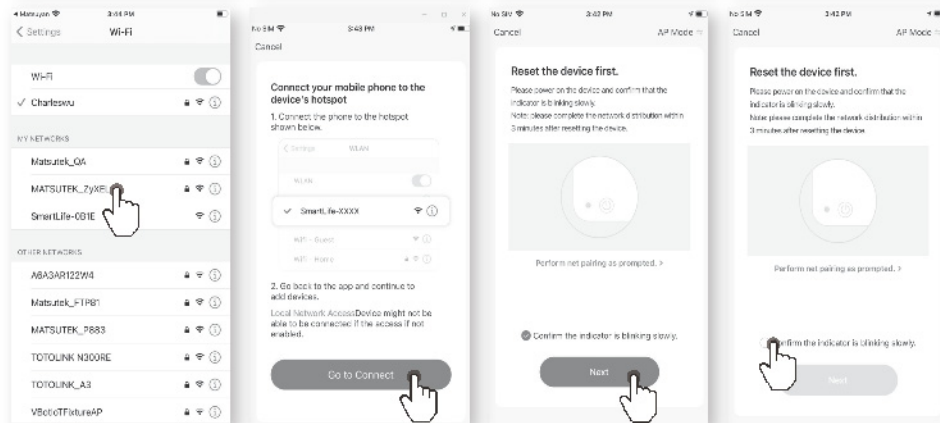 Matsuyan 3:44 PM
Settings Wi-Fi
Wi-Fi
Charleswu
MY NETWORKS
Matsutek_QA
MATSUTEK_ZyXEL
SmartLife-0B1E
OTHER NETWORKS
A6A3AR122W4
Matsutek_FTP81
MATSUTEK_P883
TOTOLINK N300RE
TOTOLINK_A3
VBotioTFixtureAP
No SIM 3:43 PM
Cancel
Connect your mobile phone to the
device's hotspot
1. Connect the phone to the hotspot
shown below.
Settings WLAN
WLAN
SmartLife-XXXX
WiFi - Guest
WiFi - Home
2. Go back to the app and continue to
add devices.
Local Network AccessDevice might not be
able to be connected if the access if not
enabled.
Go to Connect
No SIM 3:42 PM
Cancel AP Mode
Reset the device first.
Please power on the device and confirm that the
indicator is blinking slowly.
Note: please complete the network distribution within
3 minutes after resetting the device.
Perform net pairing as prompted. >
Confirm the indicator is blinking slowly.
Next
No SIM 3:42 PM
Cancel AP Mode
Reset the device first.
Please power on the device and confirm that the
indicator is blinking slowly.
Note: please complete the network distribution within
3 minutes after resetting the device.
Perform net pairing as prompted. >
Confirm the indicator is blinking slowly.
Next